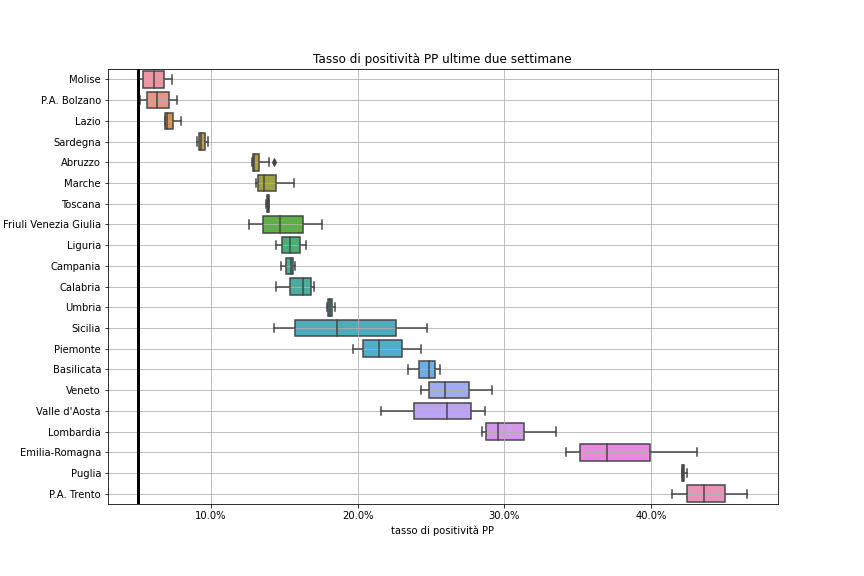 Tasso di positività PP ultime due settimane
Molise
P.A. Bolzano
Lazio
Sardegna
Abruzzo
Marche
Toscana
Friuli Venezia Giulia
Liguria
Campania
Calabria
Umbria
Sicilia
Piemonte
Basilicata
Veneto
Valle d'Aosta
Lombardia
Emilia-Romagna
Puglia
P.A. Trento
10.0% 20.0% 30.0% 40.0%
tasso di positività PP